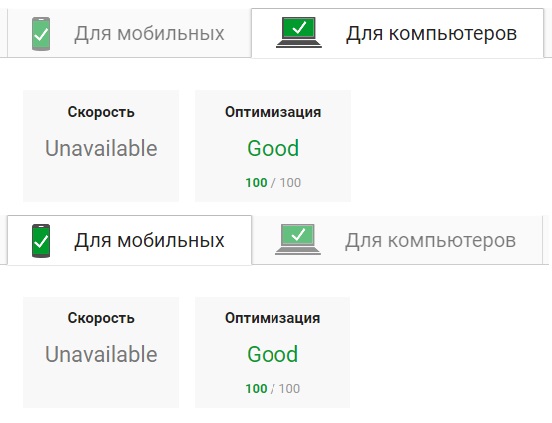 Для мобильных Для компьютеров
Скорость Оптимизация
Unavailable Good
100 / 100
Для мобильных Для компьютеров
Скорость Оптимизация
Unavailable Good
100 / 100